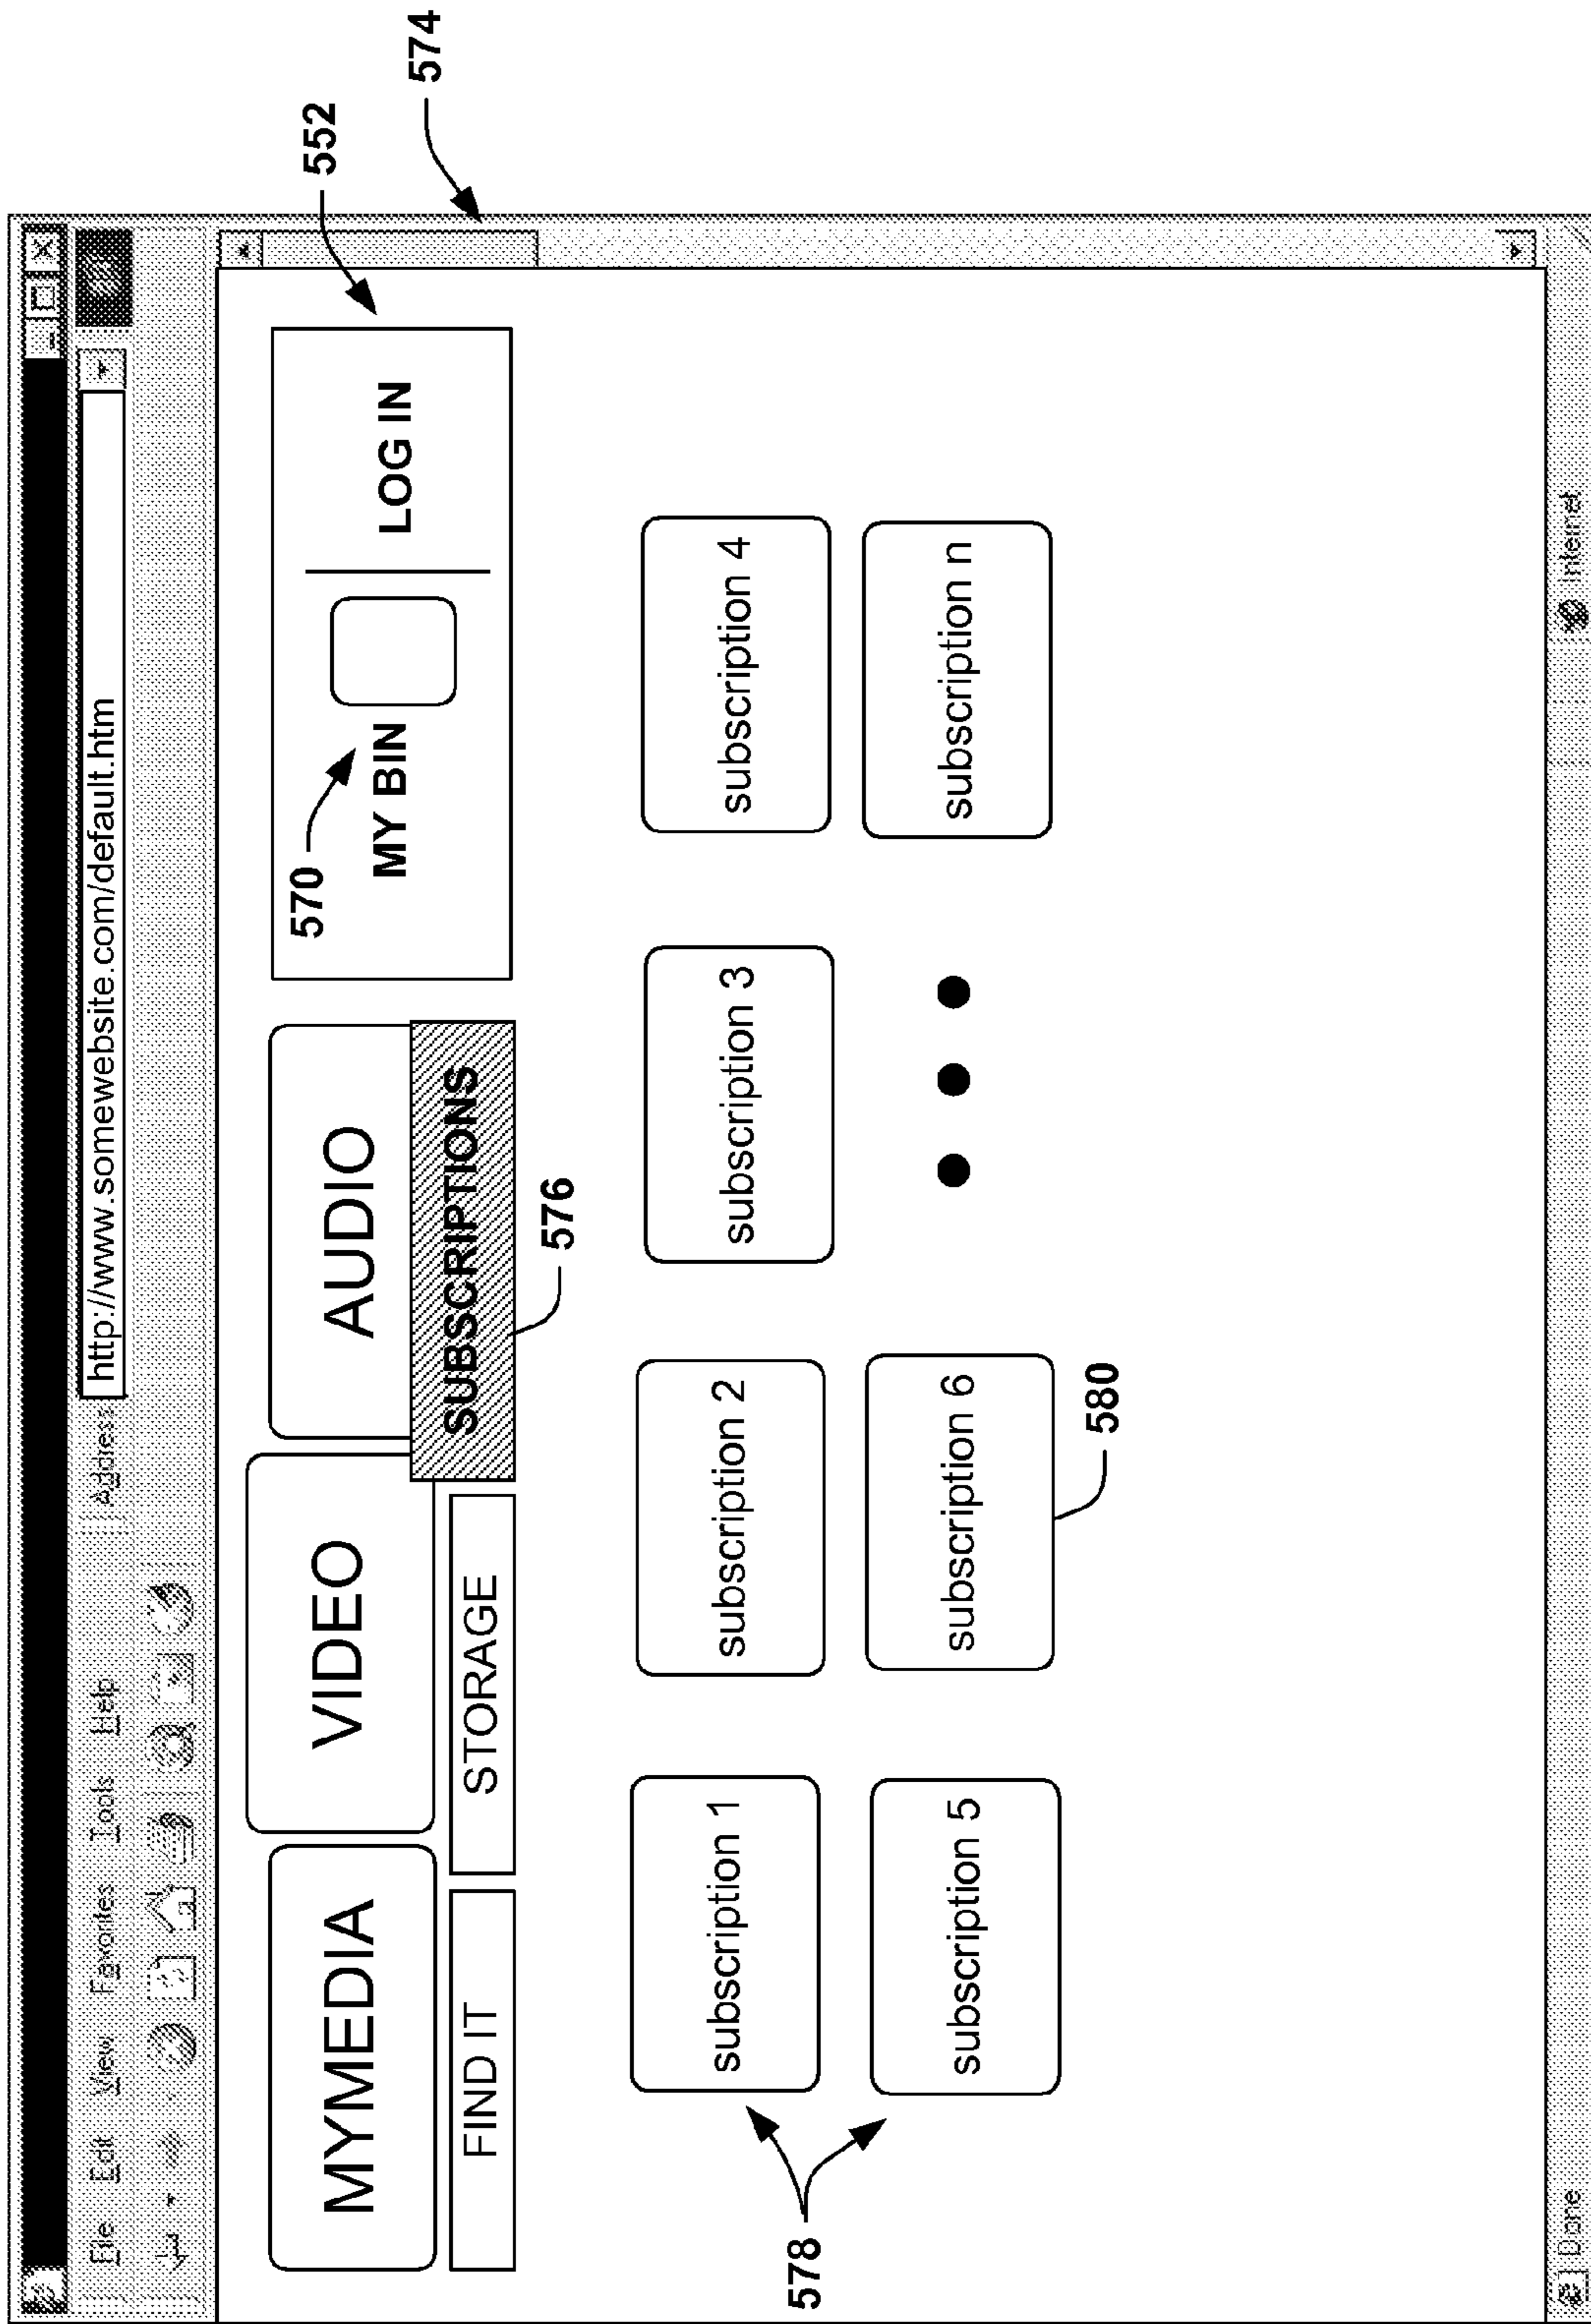 File Edit View Favorites Tools Help
Address http://www.somewebsite.com/default.htm
552
574
MYMEDIA VIDEO AUDIO
570
MY BIN LOG IN
FIND IT STORAGE SUBSCRIPTIONS
576
subscription 1 subscription 2 subscription 3 subscription 4
578
subscription 5 subscription 6 subscription n
580
Done Internet